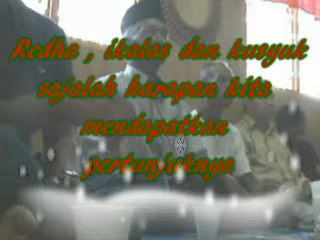 Redha , ikalas dan kusyuk
sajalah harapan kita
mendapatkan
pertunjuknya